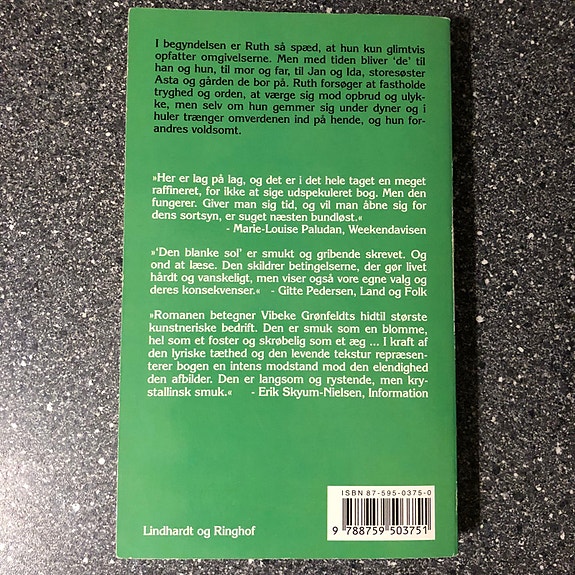 I begyndelsen er Ruth så spæd, at hun kun glimtvis
opfatter omgivelserne. Men med tiden bliver ‘de’ til
han og hun, til mor og far, til Jan og Ida, storesøster
Asta og gården de bor på. Ruth forsøger at fastholde
tryghed og orden, at værge sig mod opbrud og ulyk-
ke, men selv om hun gemmer sig under dyner og i
huler trænger omverdenen ind på hende, og hun for-
andres voldsomt.
»Her er lag på lag, og det er i det hele taget en meget
raffineret, for ikke at sige udspekuleret bog. Men den
fungerer. Giver man sig tid, og vil man åbne sig for
dens sortsyn, er suget næsten bundløst.«
- Marie-Louise Paludan, Weekendavisen
»‘Den blanke sol’ er smukt og gribende skrevet. Og
ond at læse. Den skildrer betingelserne, der gør livet
hårdt og vanskeligt, men viser også vore egne valg og
deres konsekvenser.« - Gitte Pedersen, Land og Folk
»Romanen betegner Vibeke Grønfeldts hidtil største
kunstneriske bedrift. Den er smuk som en blomme,
hel som et foster og skrøbelig som et æg ... I kraft af
den lyriske tæthed og den levende tekstur repræsen-
terer bogen en intens modstand mod den elendighed
den afbilder. Den er langsom og rystende, men kry-
stallinsk smuk.« - Erik Skyum-Nielsen, Information
ISBN 87-595-0375-0
9 788759 503751
Lindhardt og Ringhof